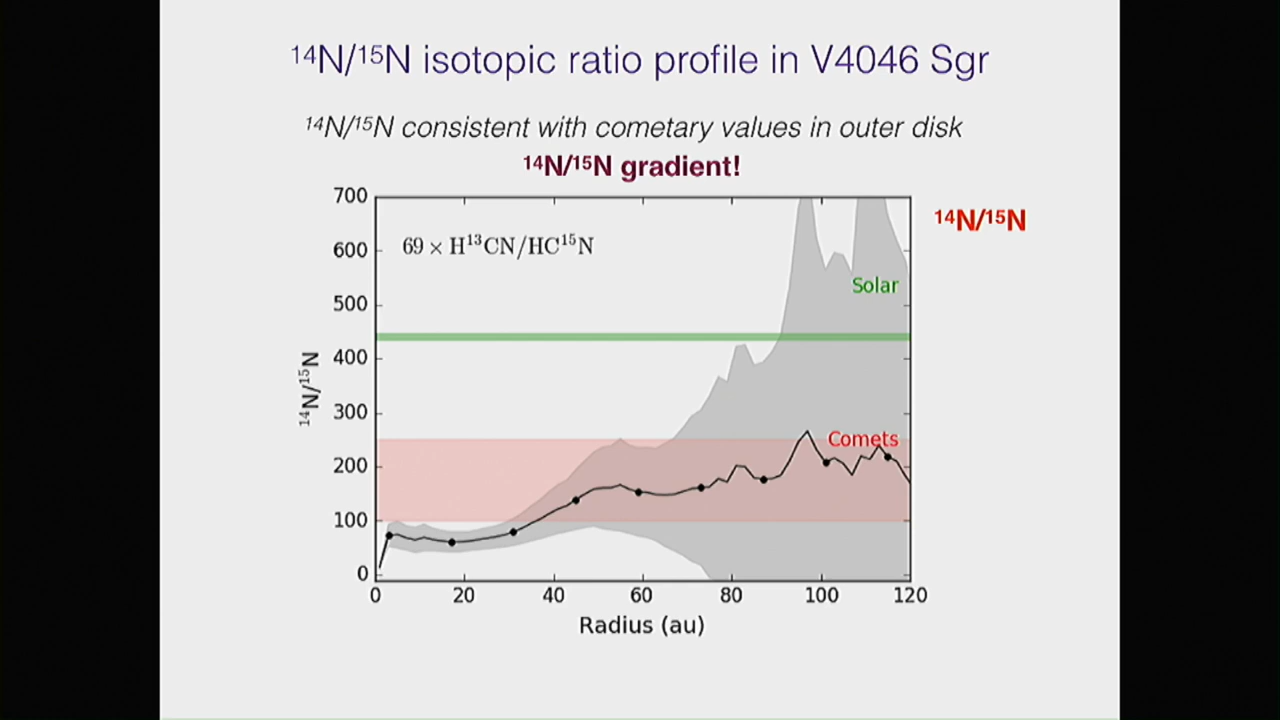 ¹⁴N/¹⁵N isotopic ratio profile in V4046 Sgr
¹⁴N/¹⁵N consistent with cometary values in outer disk
¹⁴N/¹⁵N gradient!
¹⁴N/¹⁵N
69 × H¹³CN/HC¹⁵N
Solar
Comets
¹⁴N/¹⁵N
700
600
500
400
300
200
100
0
0 20 40 60 80 100 120
Radius (au)